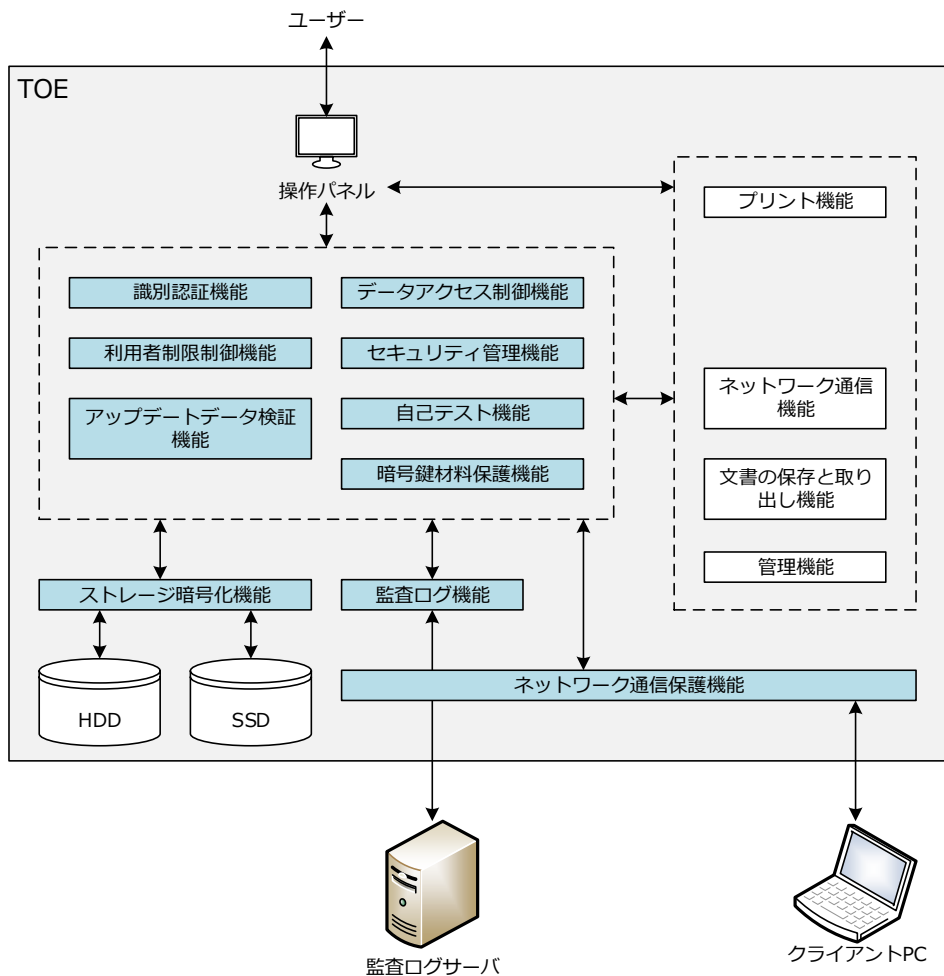 ユーザー
TOE
操作パネル
プリント機能
識別認証機能
データアクセス制御機能
利用者制限制御機能
セキュリティ管理機能
アップデートデータ検証
機能
自己テスト機能
暗号鍵材料保護機能
ネットワーク通信
機能
文書の保存と取り
出し機能
管理機能
ストレージ暗号化機能
監査ログ機能
ネットワーク通信保護機能
HDD
SSD
監査ログサーバ
クライアントPC